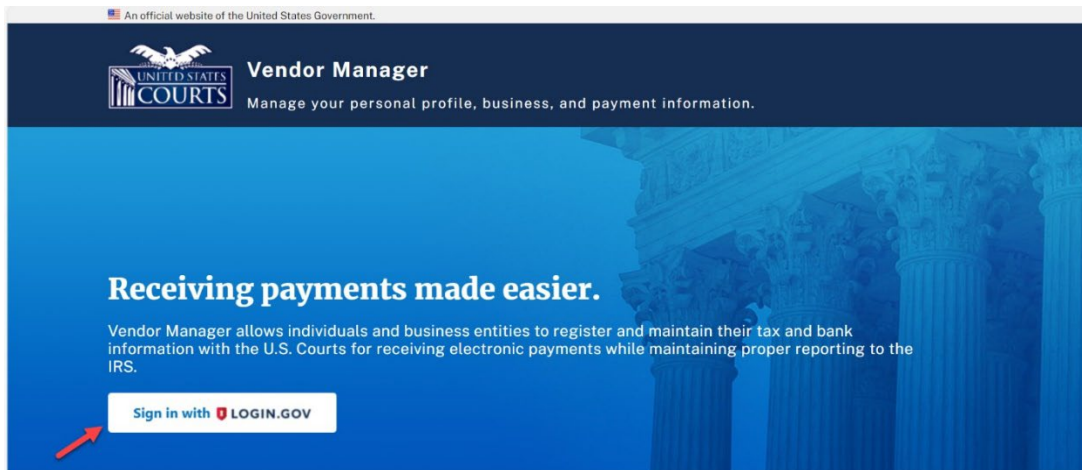 An official website of the United States Government.
UNITED STATES
COURTS
Vendor Manager
Manage your personal profile, business, and payment information.
Receiving payments made easier.
Vendor Manager allows individuals and business entities to register and maintain their tax and bank
information with the U.S. Courts for receiving electronic payments while maintaining proper reporting to the
IRS.
Sign in with LOGIN.GOV